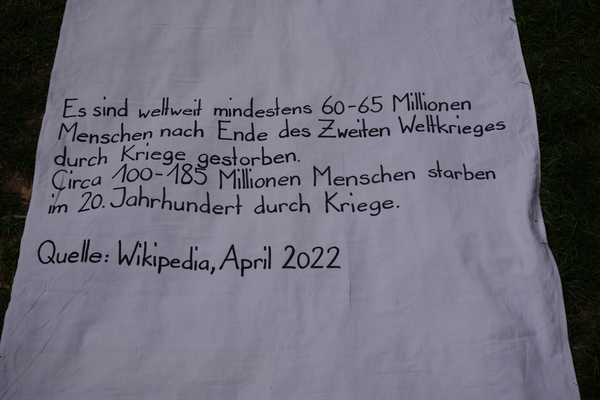 Es sind weltweit mindestens 60-65 Millionen
Menschen nach Ende des Zweiten Weltkrieges
durch Kriege gestorben.
Circa 100-185 Millionen Menschen starben
im 20. Jahrhundert durch Kriege.
Quelle: Wikipedia, April 2022